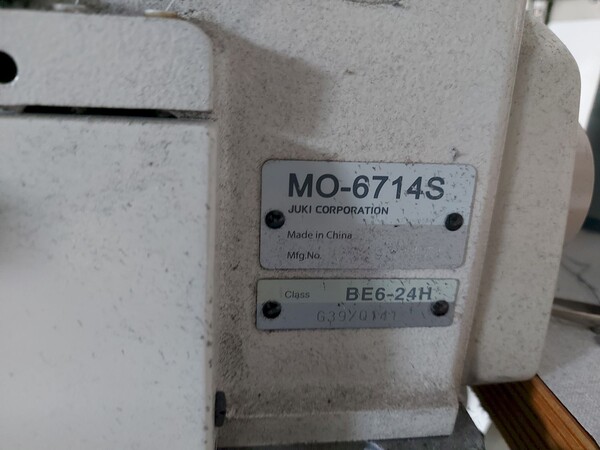 MO-6714S
JUKI CORPORATION
Made in China
Mfg.No.
Class BE6-24H